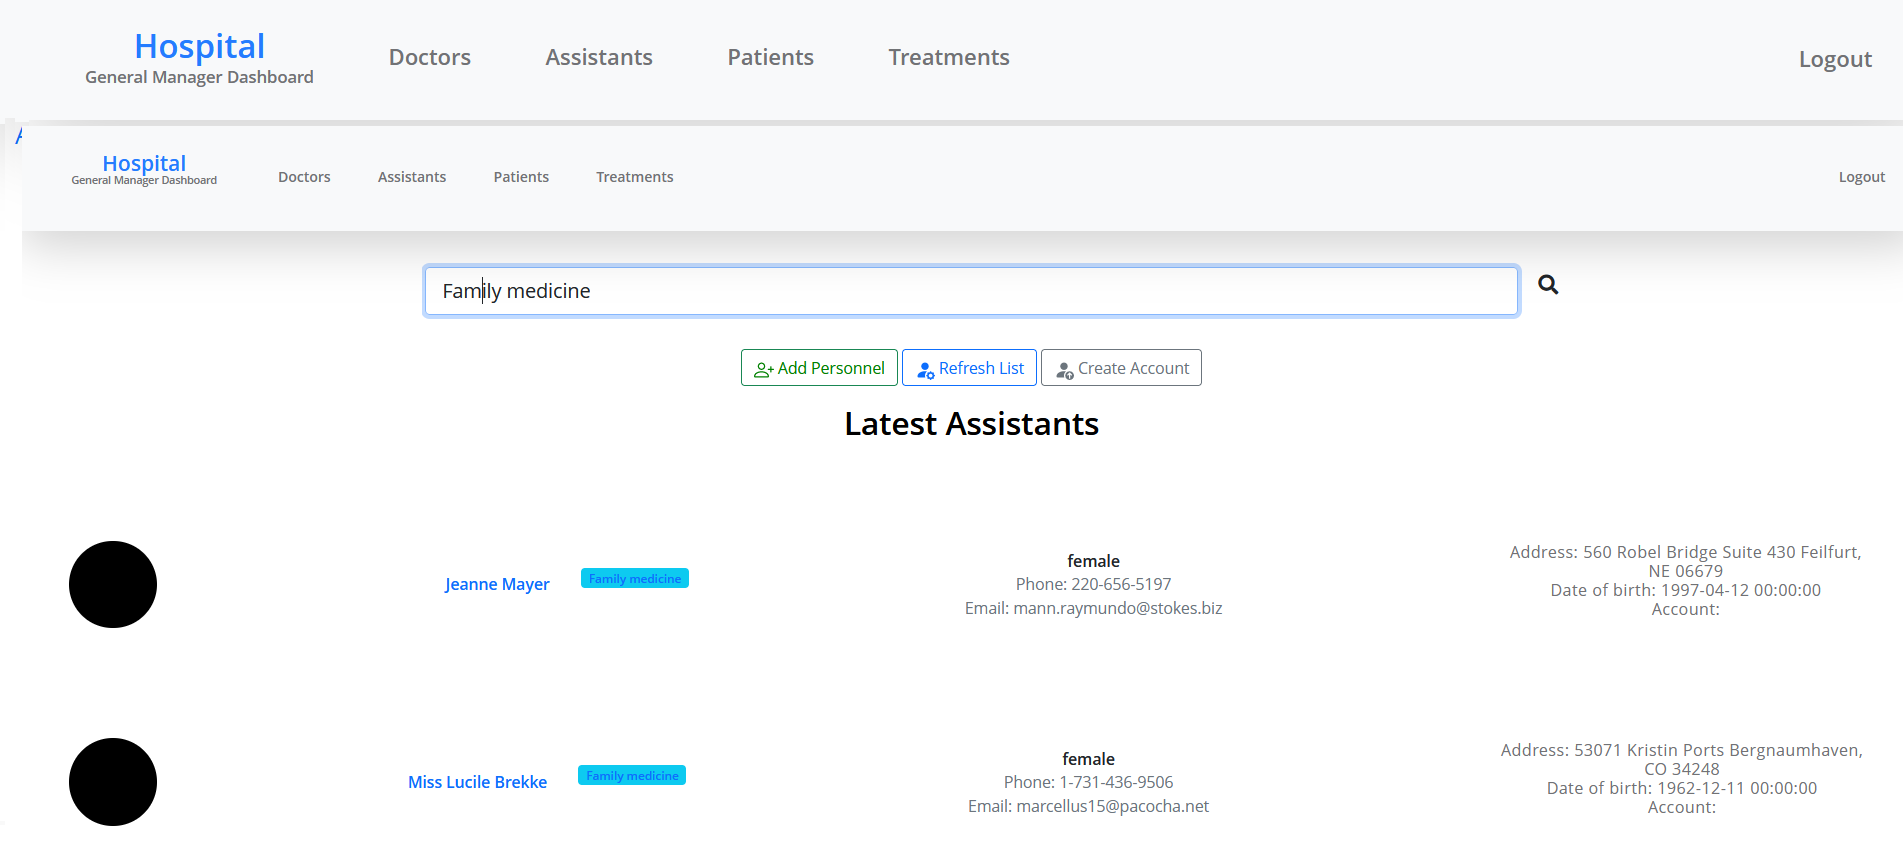 Hospital
General Manager Dashboard
Doctors
Assistants
Patients
Treatments
Logout
Hospital
General Manager Dashboard
Doctors
Assistants
Patients
Treatments
Logout
Family medicine
Add Personnel
Refresh List
Create Account
Latest Assistants
Jeanne Mayer
Family medicine
female
Phone: 220-656-5197
Email: mann.raymundo@stokes.biz
Address: 560 Robel Bridge Suite 430 Feilfurt,
NE 06679
Date of birth: 1997-04-12 00:00:00
Account:
Miss Lucile Brekke
Family medicine
female
Phone: 1-731-436-9506
Email: marcellus15@pacocha.net
Address: 53071 Kristin Ports Bergnaumhaven,
CO 34248
Date of birth: 1962-12-11 00:00:00
Account: